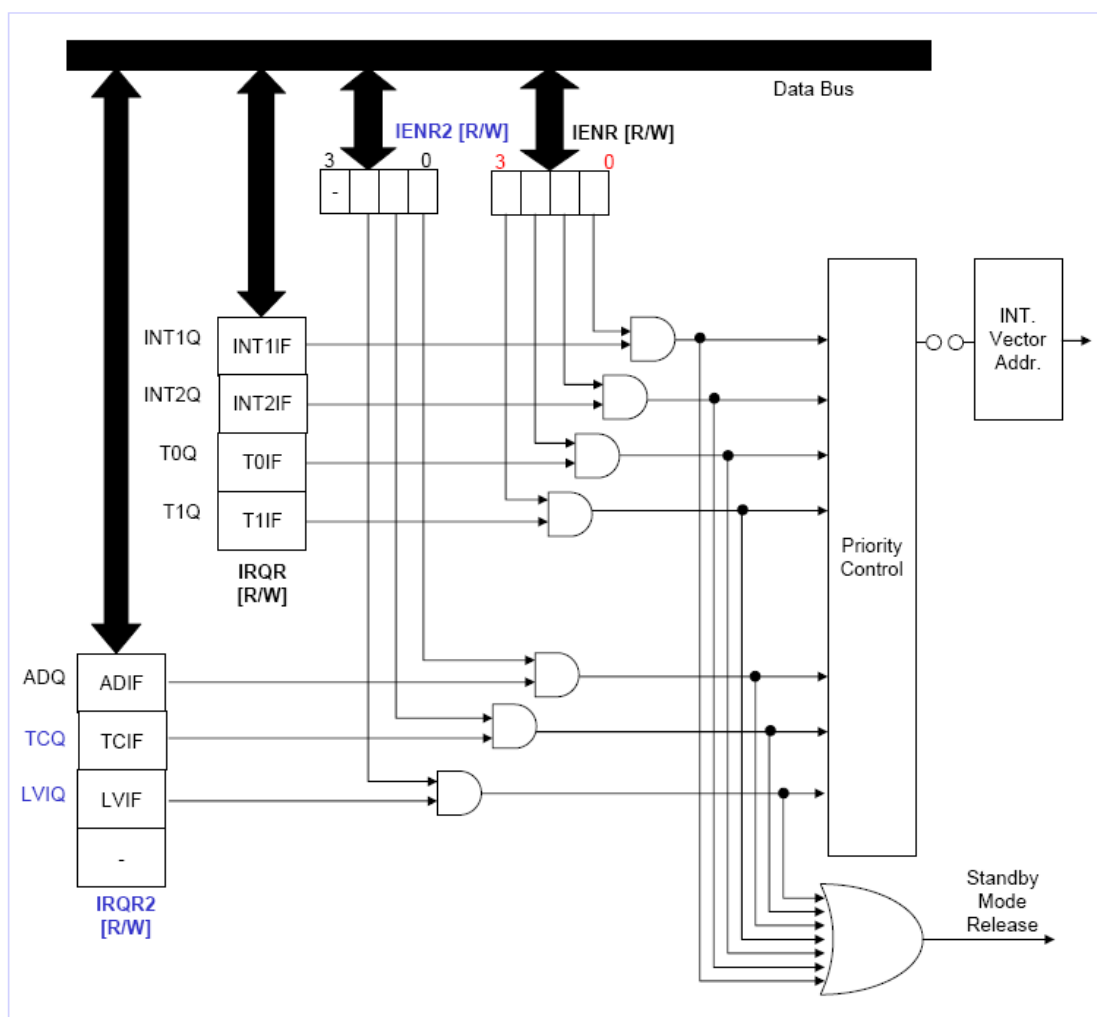 Data Bus
IENR2 [R/W]
IENR [R/W]
3 0
3 0
-
INT1Q
INT1IF
INT2Q
INT2IF
T0Q
T0IF
T1Q
T1IF
IRQR
[R/W]
INT.
Vector
Addr.
Priority
Control
ADQ
ADIF
TCQ
TCIF
LVIQ
LVIF
-
IRQR2
[R/W]
Standby
Mode
Release